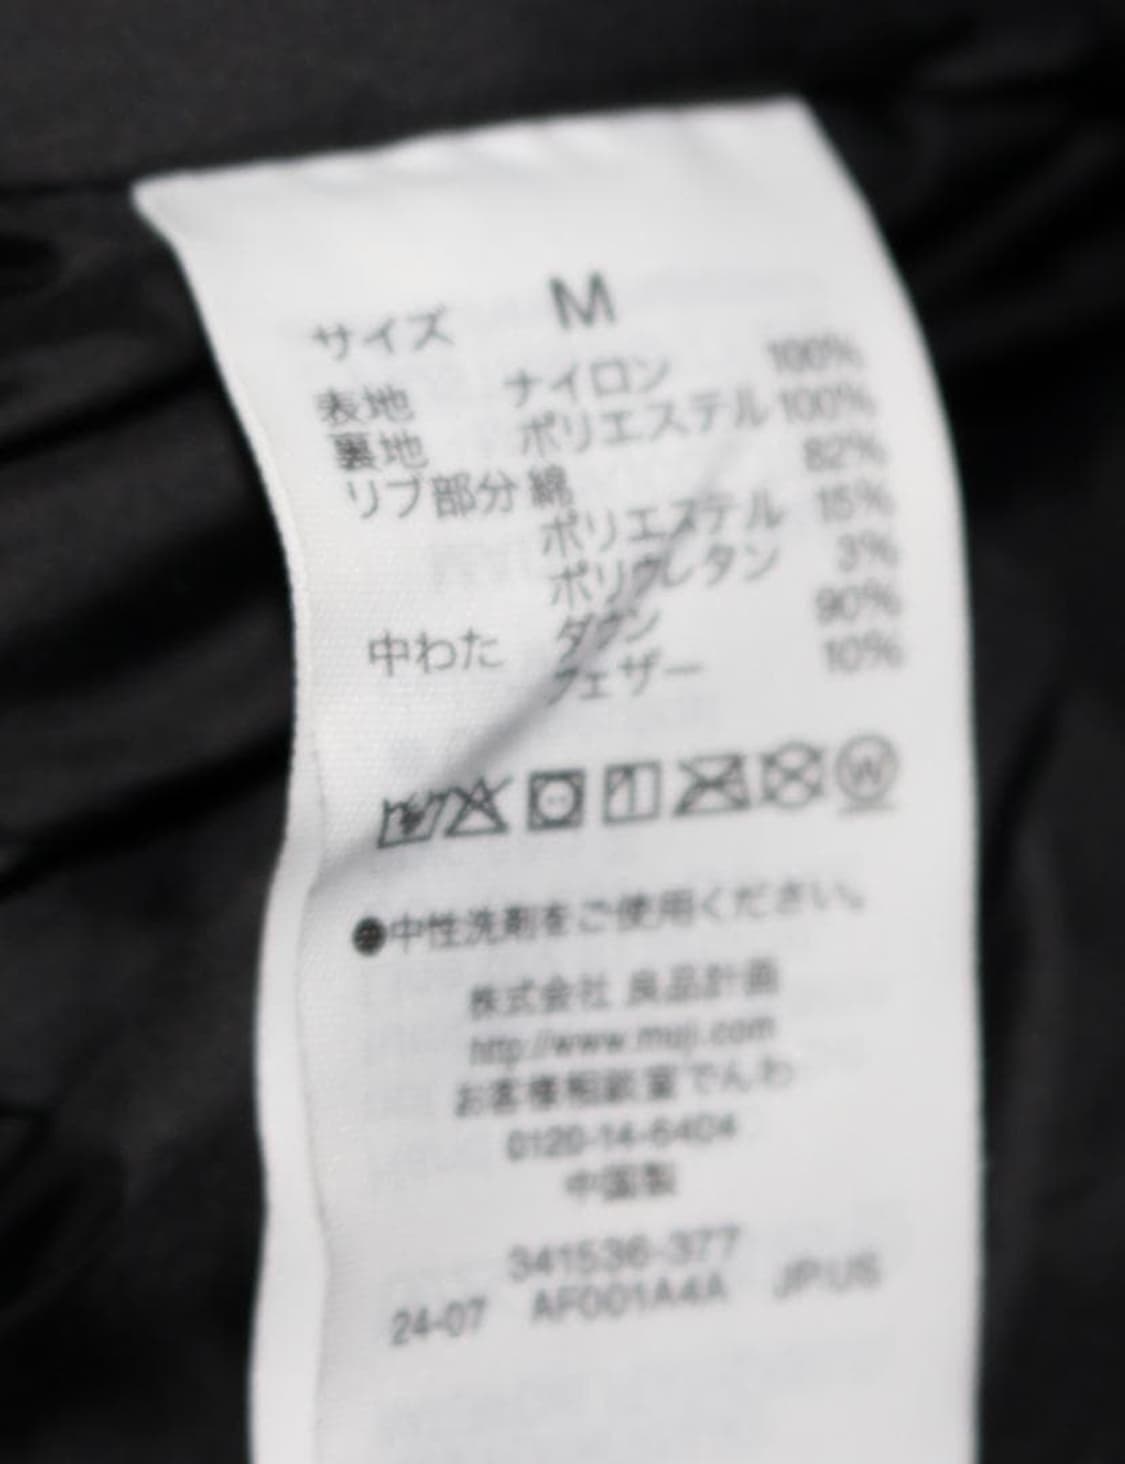 サイズ M
表地 ナイロン 100%
裏地 ポリエステル 100%
リブ部分 綿 82%
ポリエステル 15%
ポリウレタン 3%
中わた ダウン 90%
フェザー 10%
W
●中性洗剤をご使用ください。
株式会社 良品計画
http://www.muji.com
お客様相談室でんわ
0120-14-6404
中国製
341536-377
24-07 AF001A4A JP:US